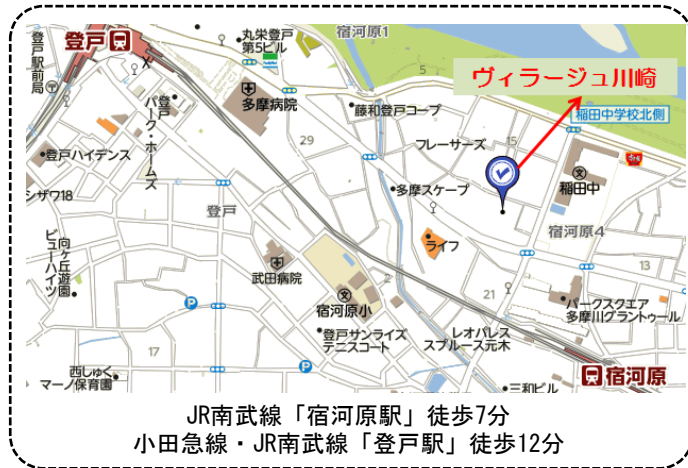 宿河原1
登戸
丸栄登戸
第5ビル
登戸駅前局
5
ヴィラージュ川崎
多摩病院
藤和登戸コープ
稲田中学校北側
登戸
パーク・ホームズ
29
フレーサーズ
15
登戸ハイデンス
多摩スケープ
稲田中
シザワ18
登戸
ライフ
宿河原4
向ヶ丘遊園
ビューハイツ
武田病院
2
13
宿河原小
21
パークスクエア
多摩川グラントゥール
P
登戸サンライズ
テニスコート
レオパレス
スプルース元木
17
P
西しゅく
マーノ保育園
三和ビル
宿河原
JR南武線「宿河原駅」徒歩7分
小田急線・JR南武線「登戸駅」徒歩12分